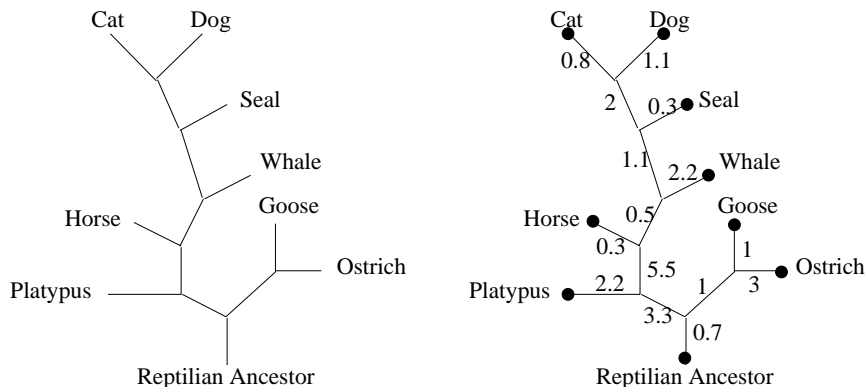 Cat
Dog
Seal
Whale
Horse
Goose
Ostrich
Platypus
Reptilian Ancestor
Cat
Dog
0.8
1.1
2
0.3
Seal
1.1
2.2
Whale
0.5
Goose
Horse
0.3
1
Ostrich
5.5
Platypus
2.2
1
3
3.3
0.7
Reptilian Ancestor